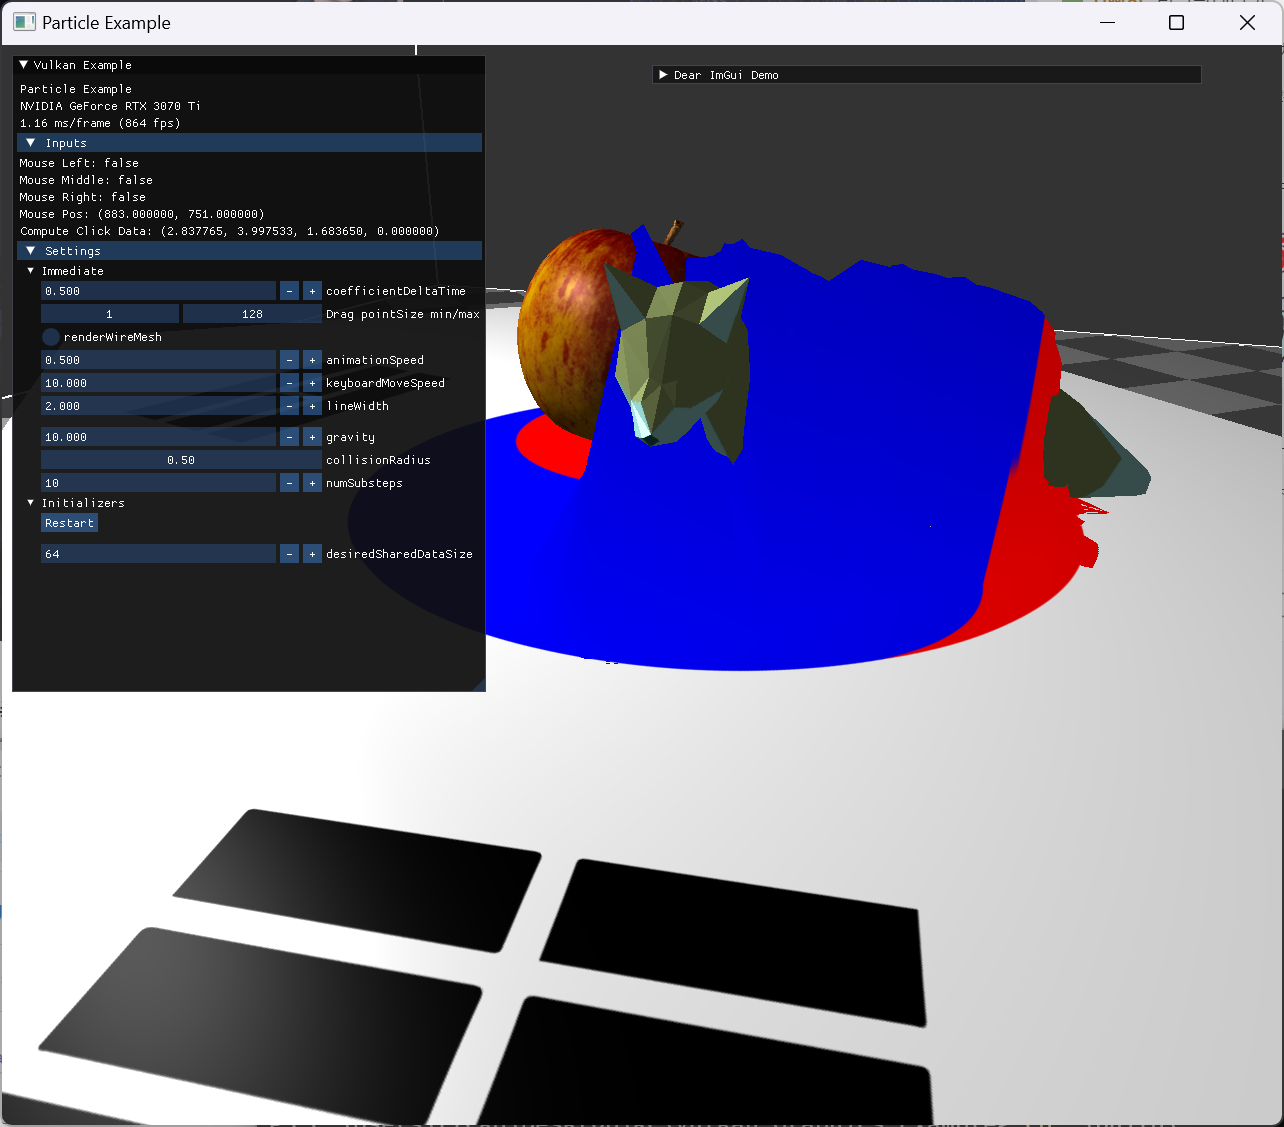 Particle Example
Vulkan Example
Dear ImGui Demo
Particle Example
NVIDIA GeForce RTX 3070 Ti
1.16 ms/frame (864 fps)
Inputs
Mouse Left: false
Mouse Middle: false
Mouse Right: false
Mouse Pos: (883.000000, 751.000000)
Compute Click Data: (2.837765, 3.997533, 1.683650, 0.000000)
Settings
Immediate
0.500 - + coefficientDeltaTime
1 128 Drag pointSize min/max
renderWireMesh
0.500 - + animationSpeed
10.000 - + keyboardMoveSpeed
2.000 - + lineWidth
10.000 - + gravity
0.50 collisionRadius
10 - + numSubsteps
Initializers
Restart
64 - + desiredSharedDataSize